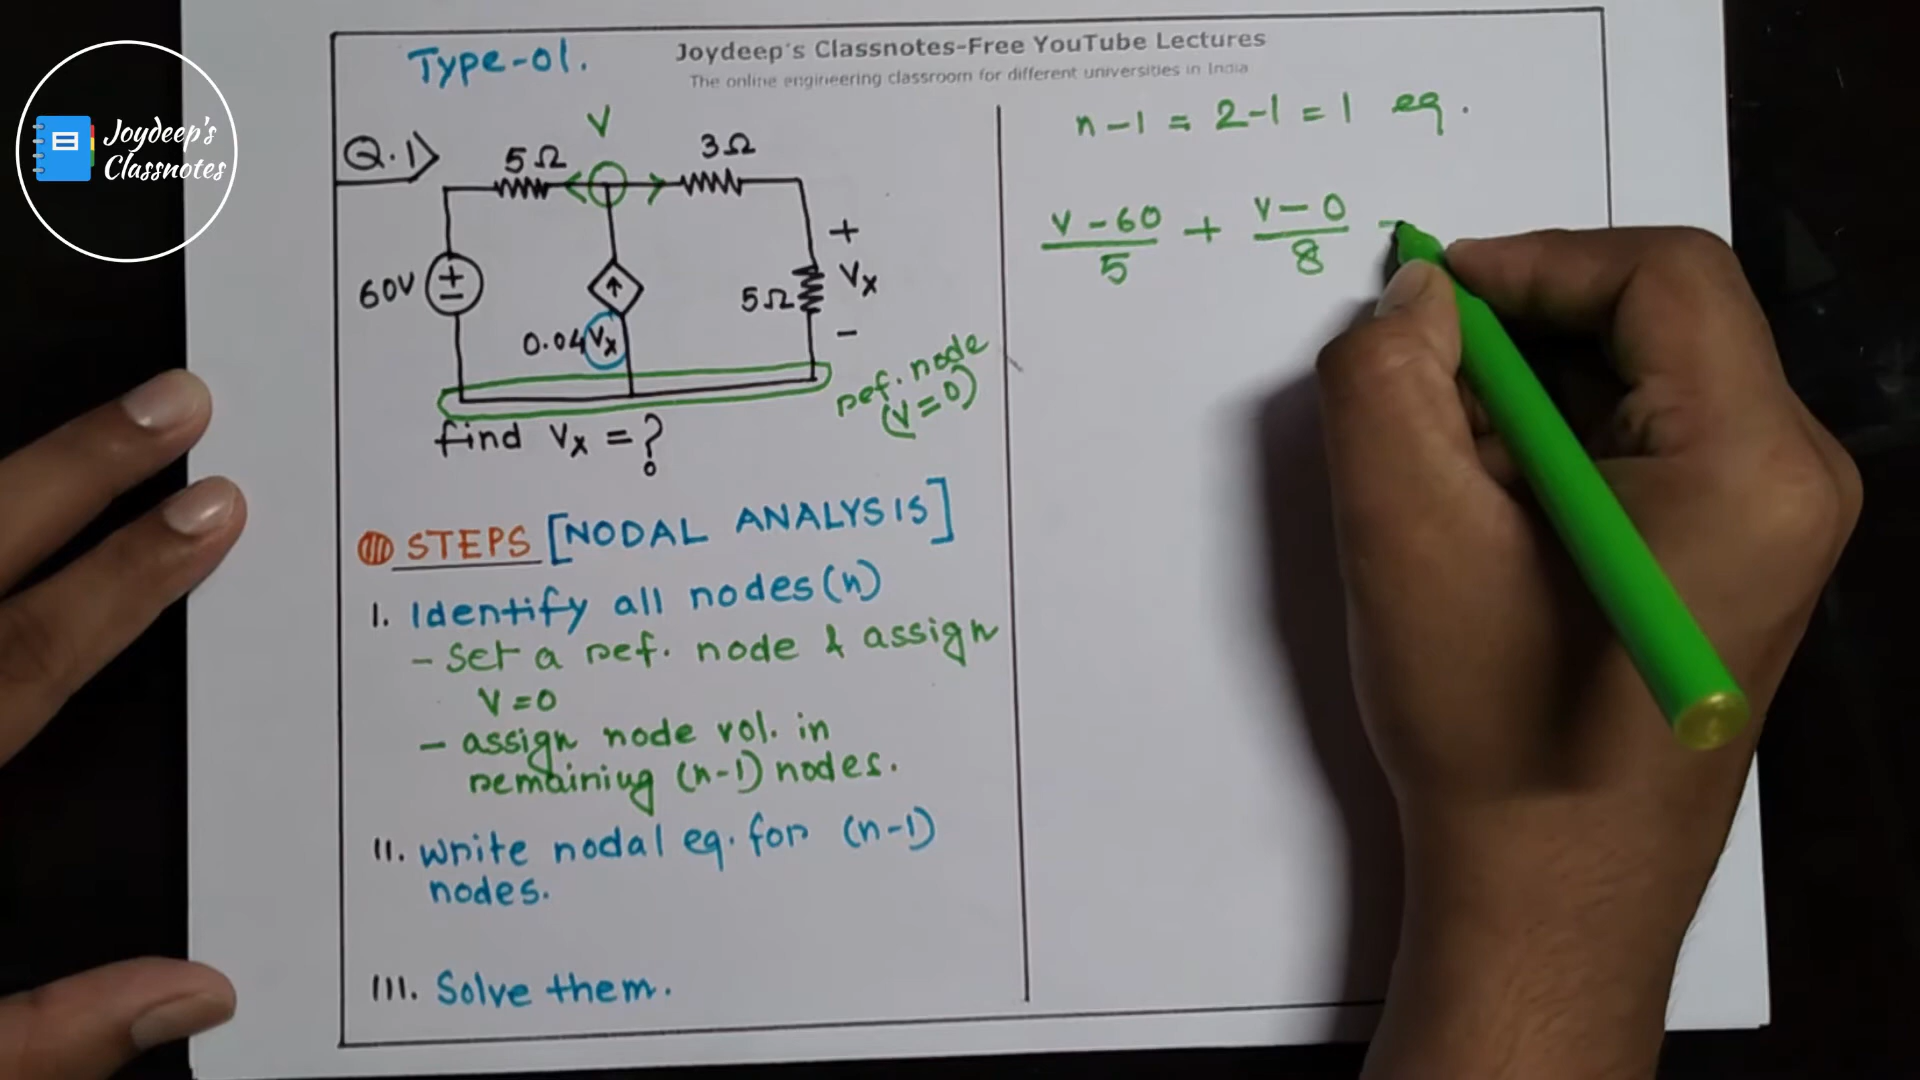 Joydeep's
Classnotes
Type-01.
Joydeep's Classnotes-Free YouTube Lectures
The online engineering classroom for different universities in India
Q.1)
V
5Ω
3Ω
60V
+
−
0.04Vx
5Ω
+
Vx
−
ref. node
(V=0)
find Vx = ?
STEPS [NODAL ANALYSIS]
I. Identify all nodes(n)
- Set a ref. node & assign
V=0
- assign node vol. in
remaining (n-1) nodes.
II. Write nodal eq. for (n-1)
nodes.
III. Solve them.
n-1 = 2-1 = 1 eq.
V-60 / 5 + V-0 / 8 -